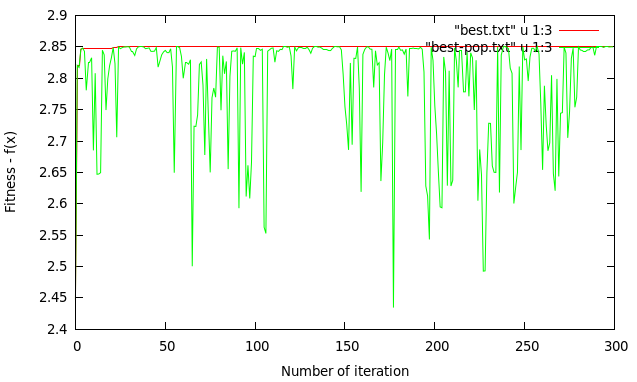 2.9
"best.txt" u 1:3
2.85
"best-pop.txt" u 1:3
2.8
2.75
2.7
Fitness - f(x)
2.65
2.6
2.55
2.5
2.45
2.4
0 50 100 150 200 250 300
Number of iteration